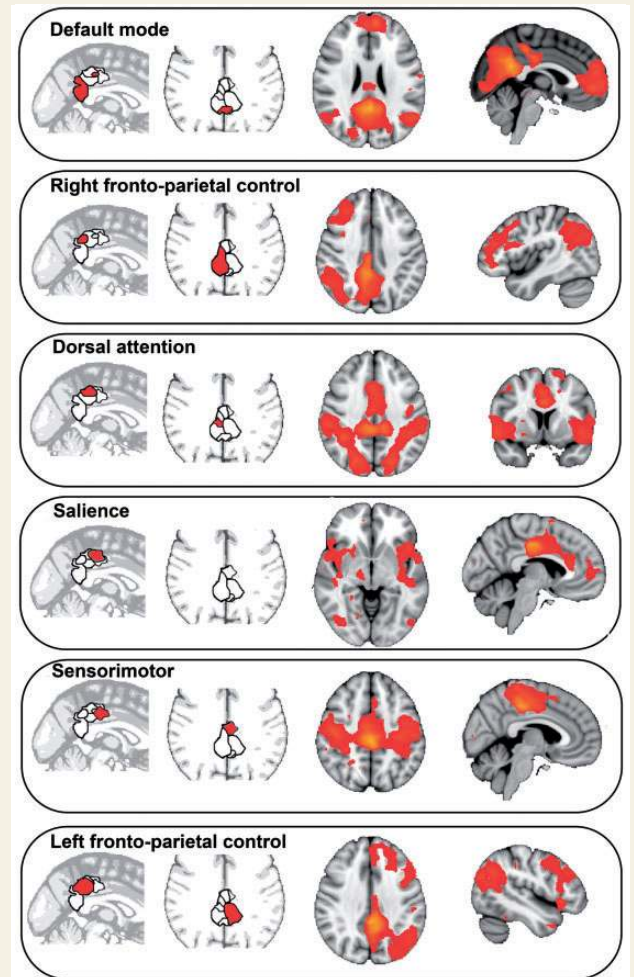 Default mode
Right fronto-parietal control
Dorsal attention
Salience
Sensorimotor
Left fronto-parietal control